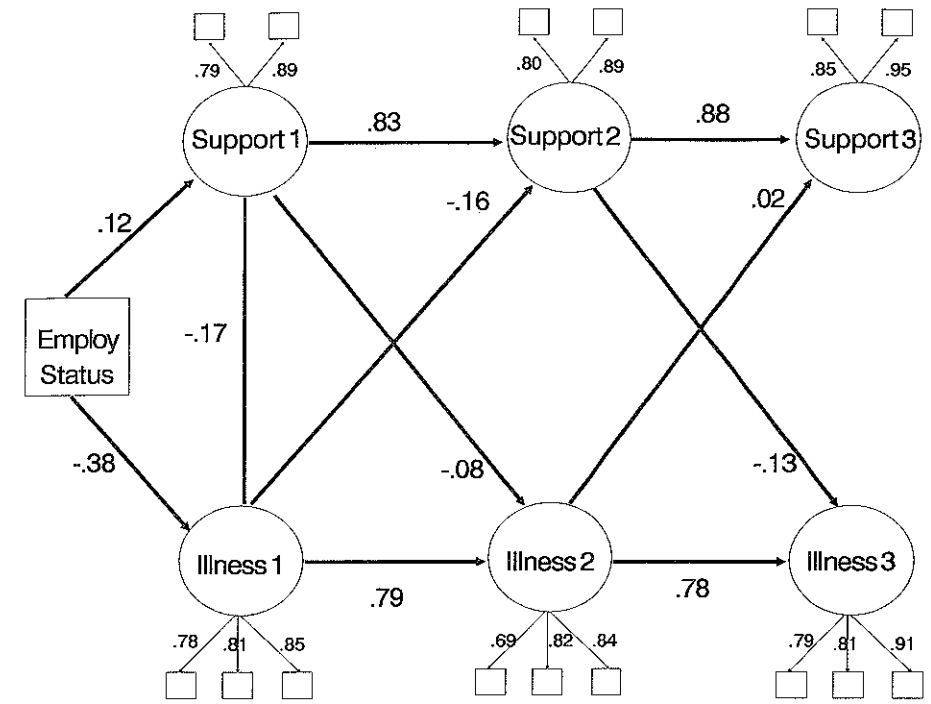 .79 .89 .80 .89 .85 .95
Support 1 .83 Support 2 .88 Support 3
.12 -.16 .02
-.17
Employ
Status
-.38 -.08 -.13
Illness 1 .79 Illness 2 .78 Illness 3
.78 .81 .85 .69 .82 .84 .79 .81 .91